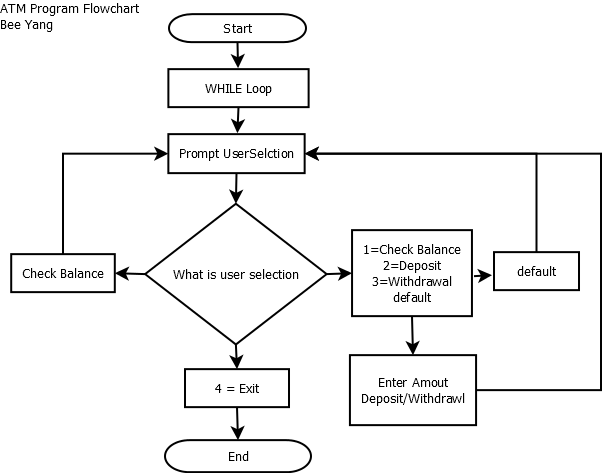 ATM Program Flowchart
Bee Yang
Start
WHILE Loop
Prompt UserSelction
Check Balance
What is user selection
1=Check Balance
2=Deposit
3=Withdrawal
default
default
4 = Exit
Enter Amout
Deposit/Withdrawl
End